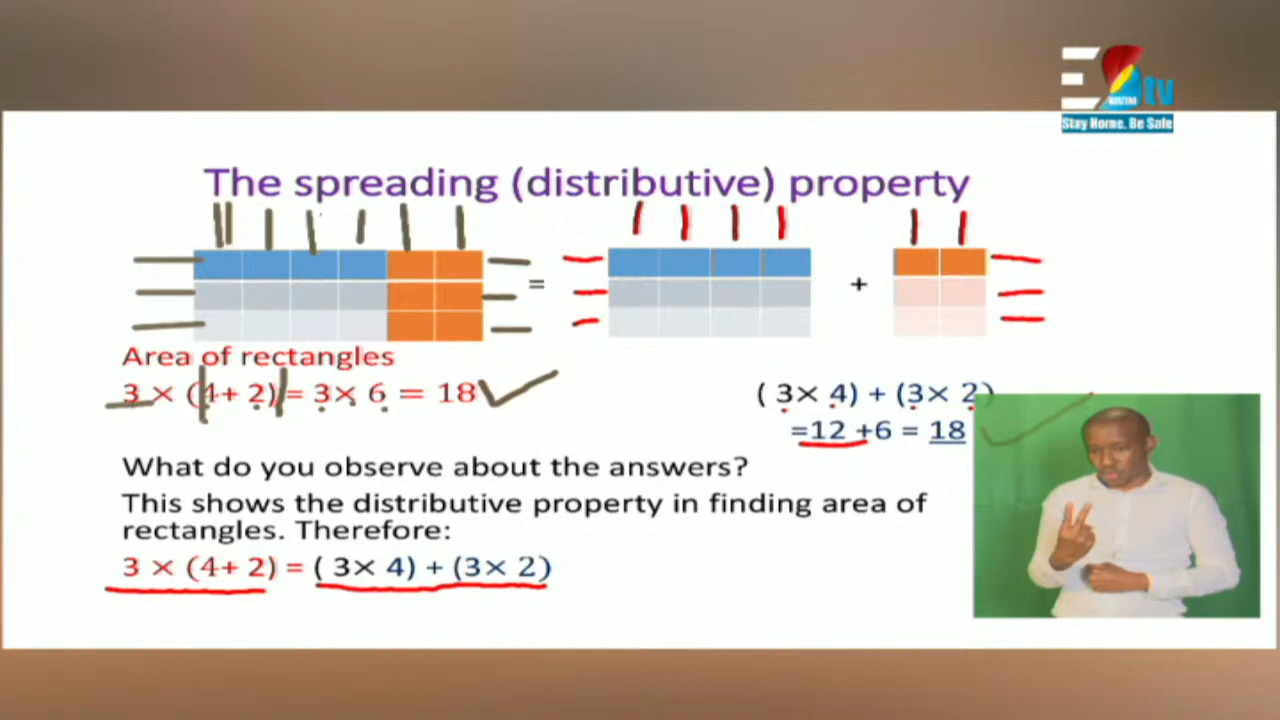 E tv
Stay Home. Be Safe
The spreading (distributive) property
= +
Area of rectangles
3 × (4+ 2) = 3 × 6 = 18
( 3× 4) + (3× 2)
=12 +6 = 18
What do you observe about the answers?
This shows the distributive property in finding area of
rectangles. Therefore:
3 × (4+ 2) = ( 3× 4) + (3× 2)